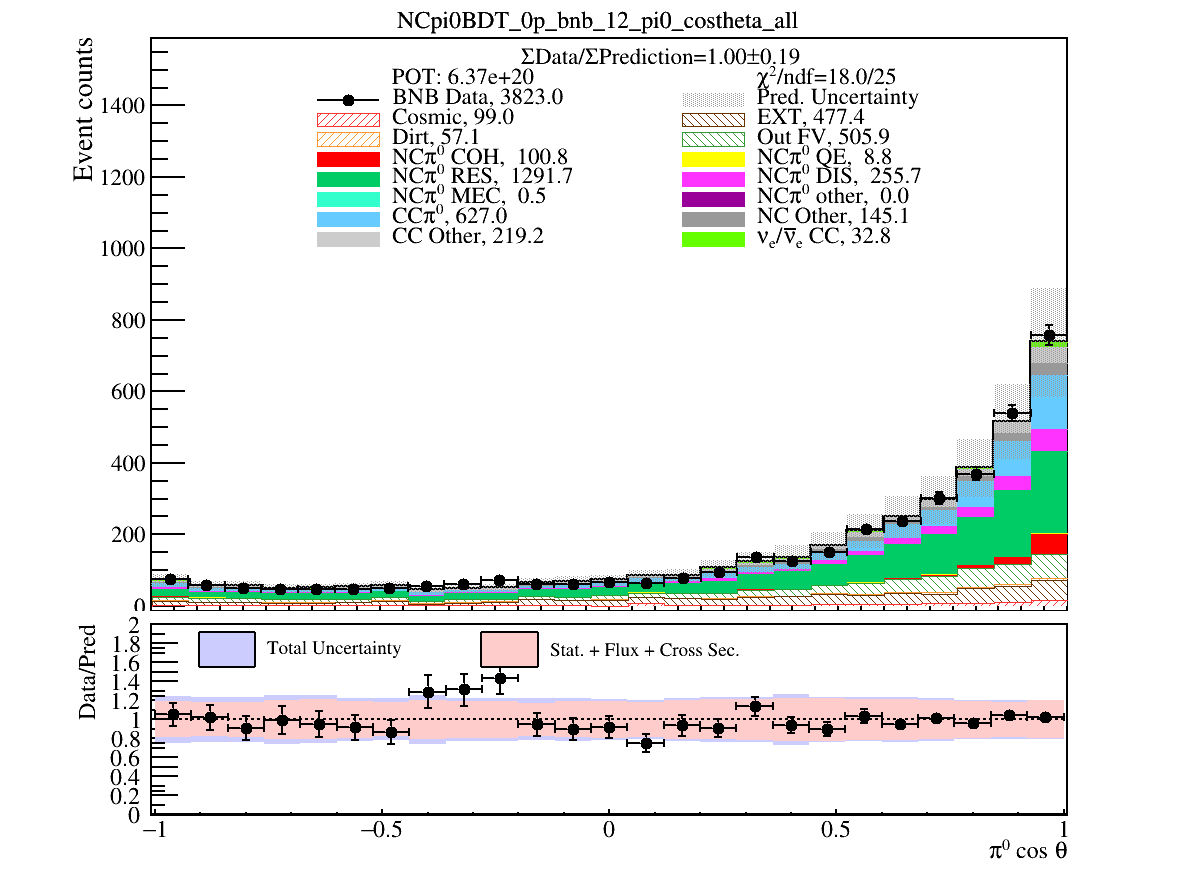 NCpi0BDT_0p_bnb_12_pi0_costheta_all
ΣData/ΣPrediction=1.00±0.19
POT: 6.37e+20 χ²/ndf=18.0/25
BNB Data, 3823.0 Pred. Uncertainty
Cosmic, 99.0 EXT, 477.4
Dirt, 57.1 Out FV, 505.9
NCπ⁰ COH, 100.8 NCπ⁰ QE, 8.8
NCπ⁰ RES, 1291.7 NCπ⁰ DIS, 255.7
NCπ⁰ MEC, 0.5 NCπ⁰ other, 0.0
CCπ⁰, 627.0 NC Other, 145.1
CC Other, 219.2 νₑ/ν̄ₑ CC, 32.8
Event counts
1400
1200
1000
800
600
400
200
0
Data/Pred
2
1.8
1.6
1.4
1.2
1
0.8
0.6
0.4
0.2
0
Total Uncertainty Stat. + Flux + Cross Sec.
−1 −0.5 0 0.5 1
π⁰ cos θ